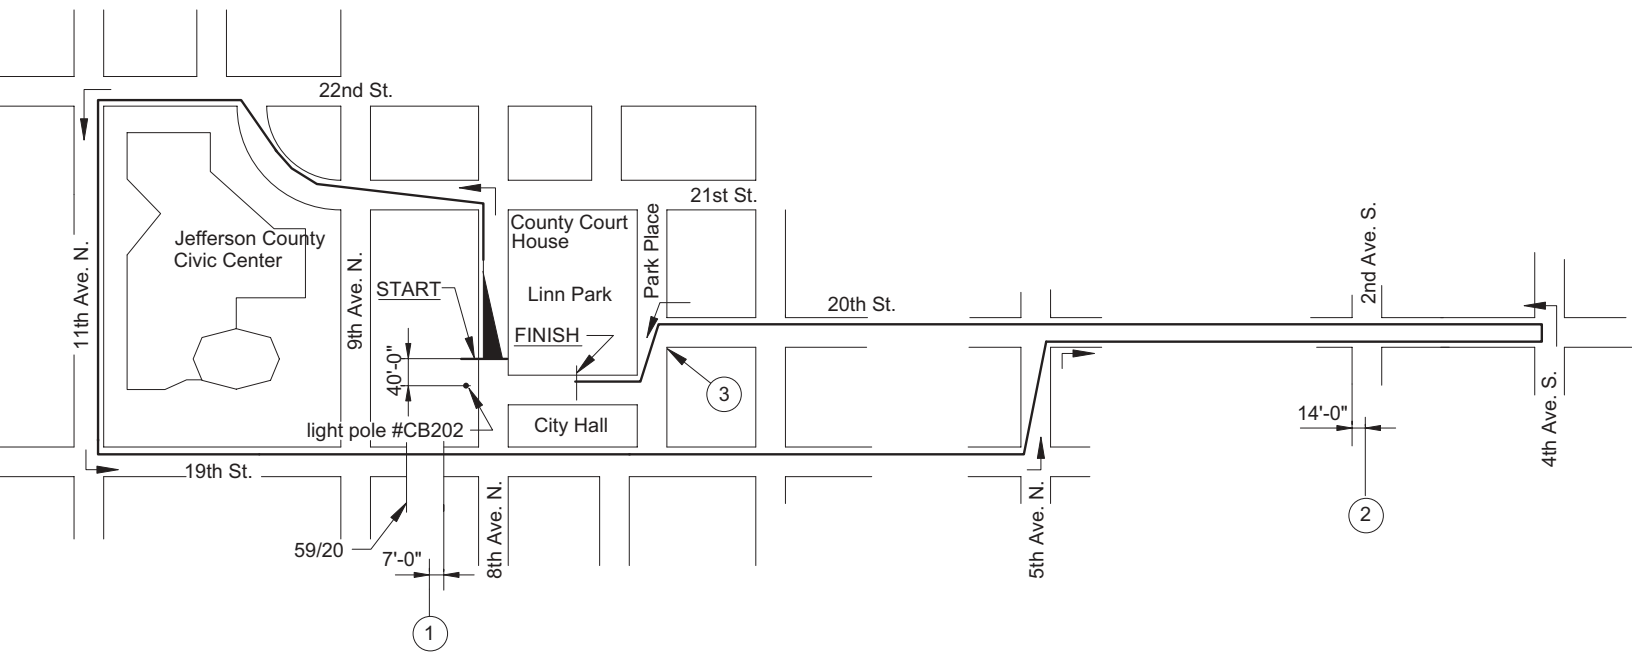 22nd St.
21st St.
County Court
House
Park Place
2nd Ave. S.
Jefferson County
Civic Center
11th Ave. N.
9th Ave. N.
START
Linn Park
20th St.
FINISH
40'-0"
3
light pole #CB202
City Hall
14'-0"
4th Ave. S.
19th St.
8th Ave. N.
5th Ave. N.
2
59/20
7'-0"
1